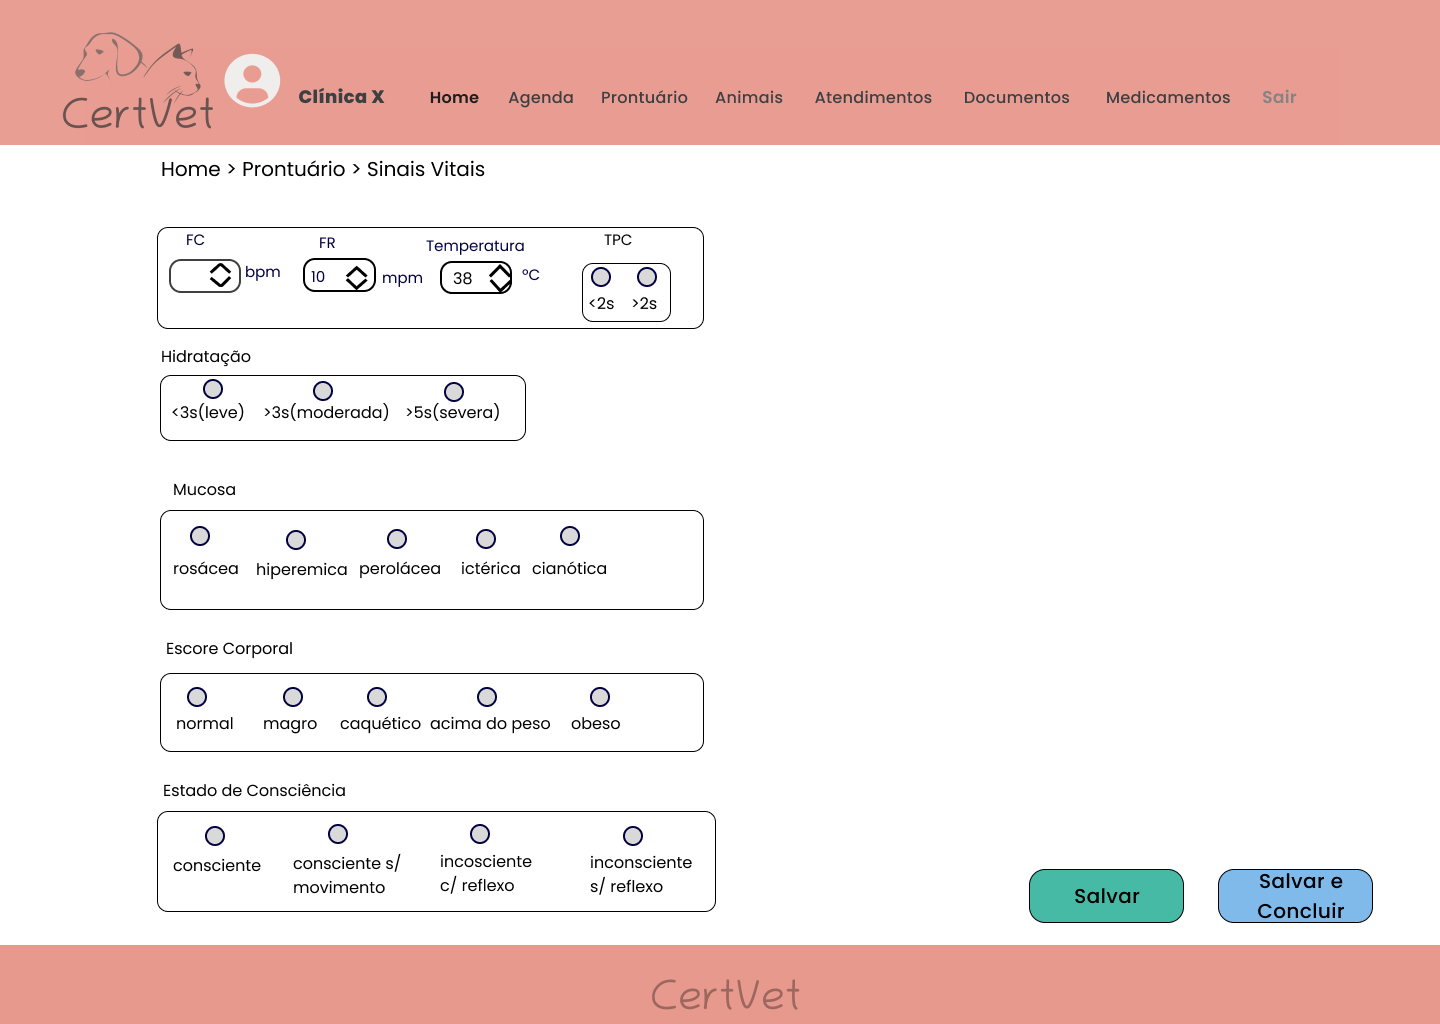 CertVet
Clínica X
Home Agenda Prontuário Animais Atendimentos Documentos Medicamentos Sair
Home > Prontuário > Sinais Vitais
FC FR Temperatura TPC
bpm 10 mpm 38 ºC
<2s >2s
Hidratação
<3s(leve) >3s(moderada) >5s(severa)
Mucosa
rosácea hiperemica perolácea ictérica cianótica
Escore Corporal
normal magro caquético acima do peso obeso
Estado de Consciência
consciente consciente s/ incosciente inconsciente
movimento c/ reflexo s/ reflexo
Salvar
Salvar e
Concluir
CertVet